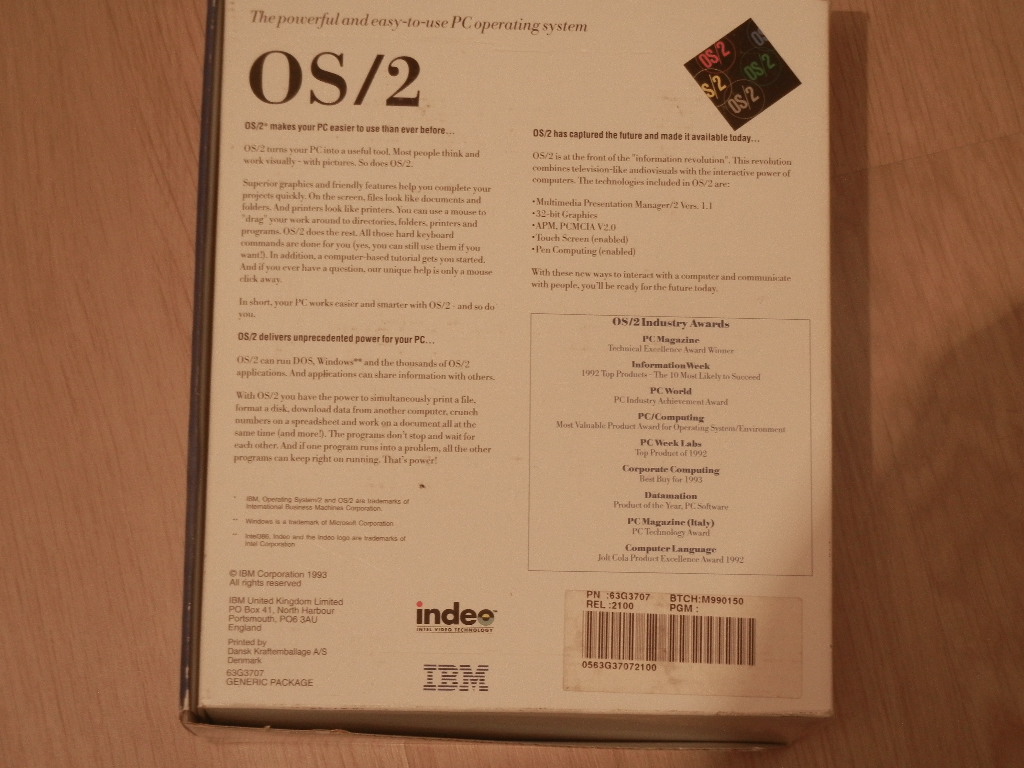 The powerful and easy-to-use PC operating system
OS/2
OS/2* makes your PC easier to use than ever before...
OS/2 turns your PC into a useful tool. Most people think and
work visually - with pictures. So does OS/2.
Superior graphics and friendly features help you complete your
projects quickly. On the screen, files look like documents and
folders. And printers look like printers. You can use a mouse to
"drag" your work around to directories, folders, printers and
programs. OS/2 does the rest. All those hard keyboard
commands are done for you (yes, you can still use them if you
want!). In addition, a computer-based tutorial gets you started.
And if you ever have a question, our unique help is only a mouse
click away.
In short, your PC works easier and smarter with OS/2 - and so do
you.
OS/2 delivers unprecedented power for your PC...
OS/2 can run DOS, Windows** and the thousands of OS/2
applications. And applications can share information with others.
With OS/2 you have the power to simultaneously print a file,
format a disk, download data from another computer, crunch
numbers on a spreadsheet and work on a document all at the
same time (and more!). The programs don't stop and wait for
each other. And if one program runs into a problem, all the other
programs can keep right on running. That's power!
* IBM, Operating System/2 and OS/2 are trademarks of
International Business Machines Corporation.
** Windows is a trademark of Microsoft Corporation
** Intel386, Indeo and the Indeo logo are trademarks of
Intel Corporation
© IBM Corporation 1993
All rights reserved
IBM United Kingdom Limited
PO Box 41, North Harbour
Portsmouth, PO6 3AU
England
Printed by
Dansk Kraftemballage A/S
Denmark
63G3707
GENERIC PACKAGE
indeo™
INTEL VIDEO TECHNOLOGY
IBM
OS/2
OS/2
OS/2
S/2
OS/2
OS/2 has captured the future and made it available today...
OS/2 is at the front of the "information revolution". This revolution
combines television-like audiovisuals with the interactive power of
computers. The technologies included in OS/2 are:
•Multimedia Presentation Manager/2 Vers. 1.1
•32-bit Graphics
•APM, PCMCIA V2.0
•Touch Screen (enabled)
•Pen Computing (enabled)
With these new ways to interact with a computer and communicate
with people, you'll be ready for the future today.
OS/2 Industry Awards
PC Magazine
Technical Excellence Award Winner
InformationWeek
1992 Top Products - The 10 Most Likely to Succeed
PC World
PC Industry Achievement Award
PC/Computing
Most Valuable Product Award for Operating System/Environment
PC Week Labs
Top Product of 1992
Corporate Computing
Best Buy for 1993
Datamation
Product of the Year, PC Software
PC Magazine (Italy)
PC Technology Award
Computer Language
Jolt Cola Product Excellence Award 1992
PN :63G3707 BTCH:M990150
REL :2100 PGM :
0563G37072100